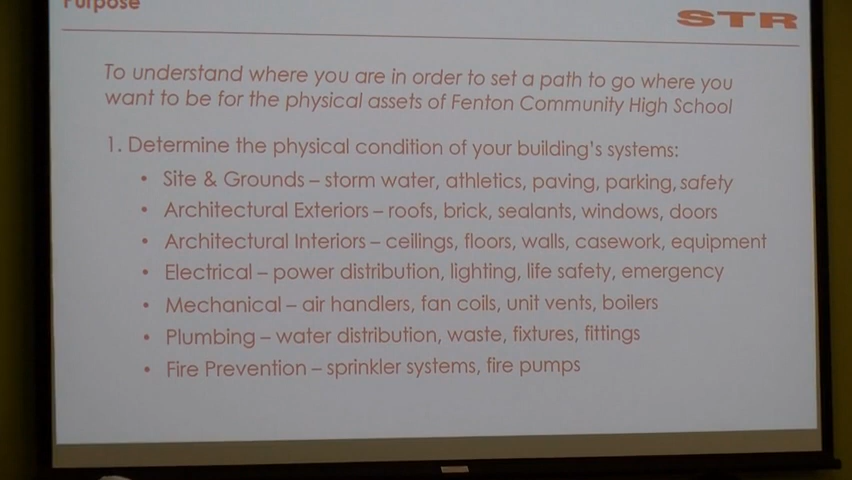 Purpose
STR
To understand where you are in order to set a path to go where you
want to be for the physical assets of Fenton Community High School
1. Determine the physical condition of your building's systems:
• Site & Grounds – storm water, athletics, paving, parking, safety
• Architectural Exteriors – roofs, brick, sealants, windows, doors
• Architectural Interiors – ceilings, floors, walls, casework, equipment
• Electrical – power distribution, lighting, life safety, emergency
• Mechanical – air handlers, fan coils, unit vents, boilers
• Plumbing – water distribution, waste, fixtures, fittings
• Fire Prevention – sprinkler systems, fire pumps